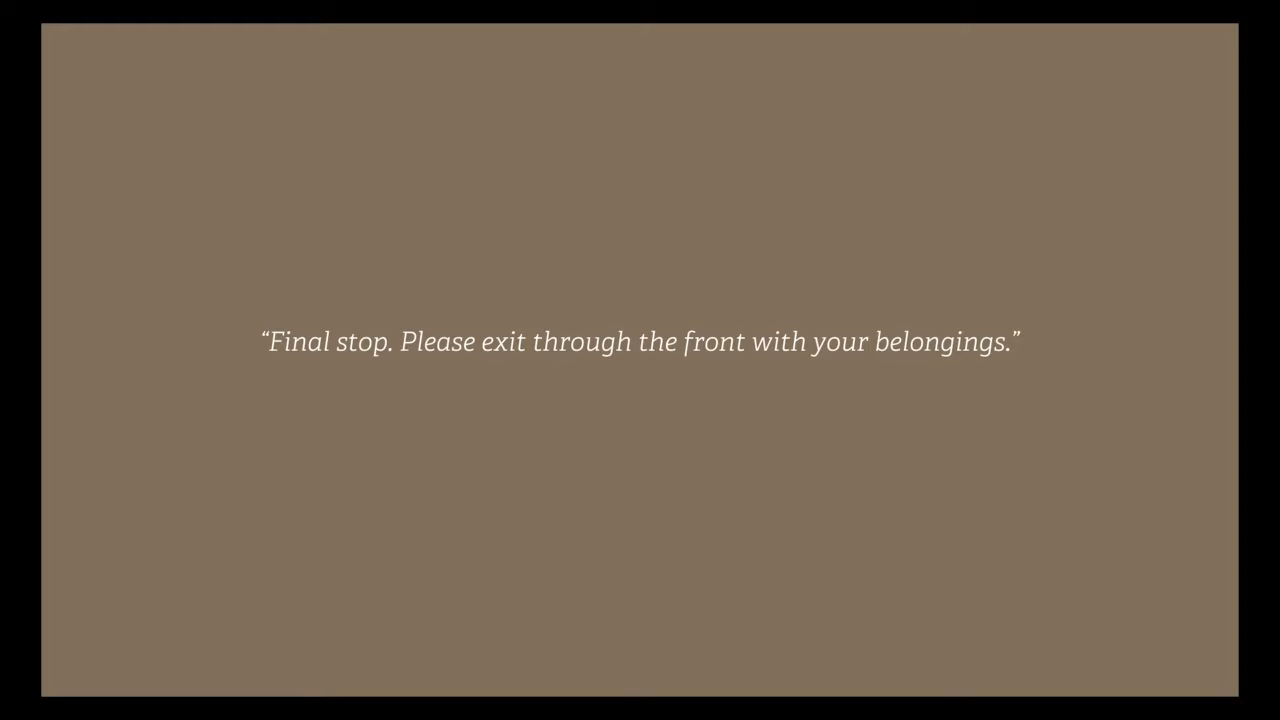 “Final stop. Please exit through the front with your belongings.”